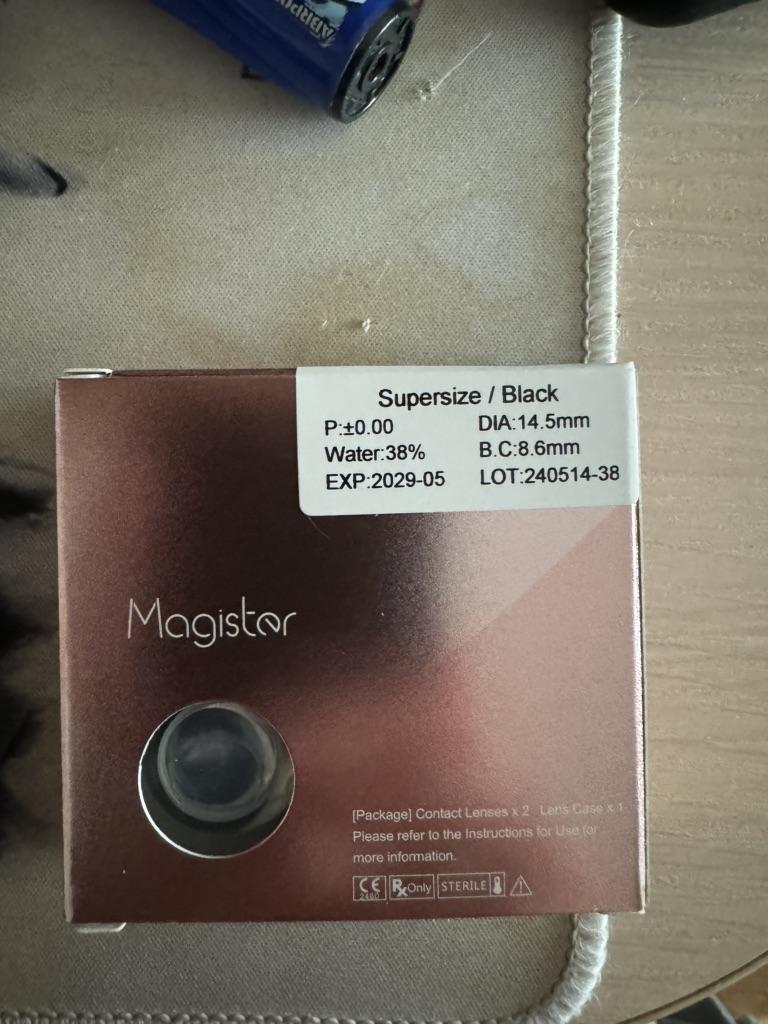 Supersize / Black
P:±0.00 DIA:14.5mm
Water:38% B.C:8.6mm
EXP:2029-05 LOT:240514-38
Magister
[Package] Contact Lenses x 2 Lens Case x 1
Please refer to the Instructions for Use for
more information.
CE 2460 Rx Only STERILE